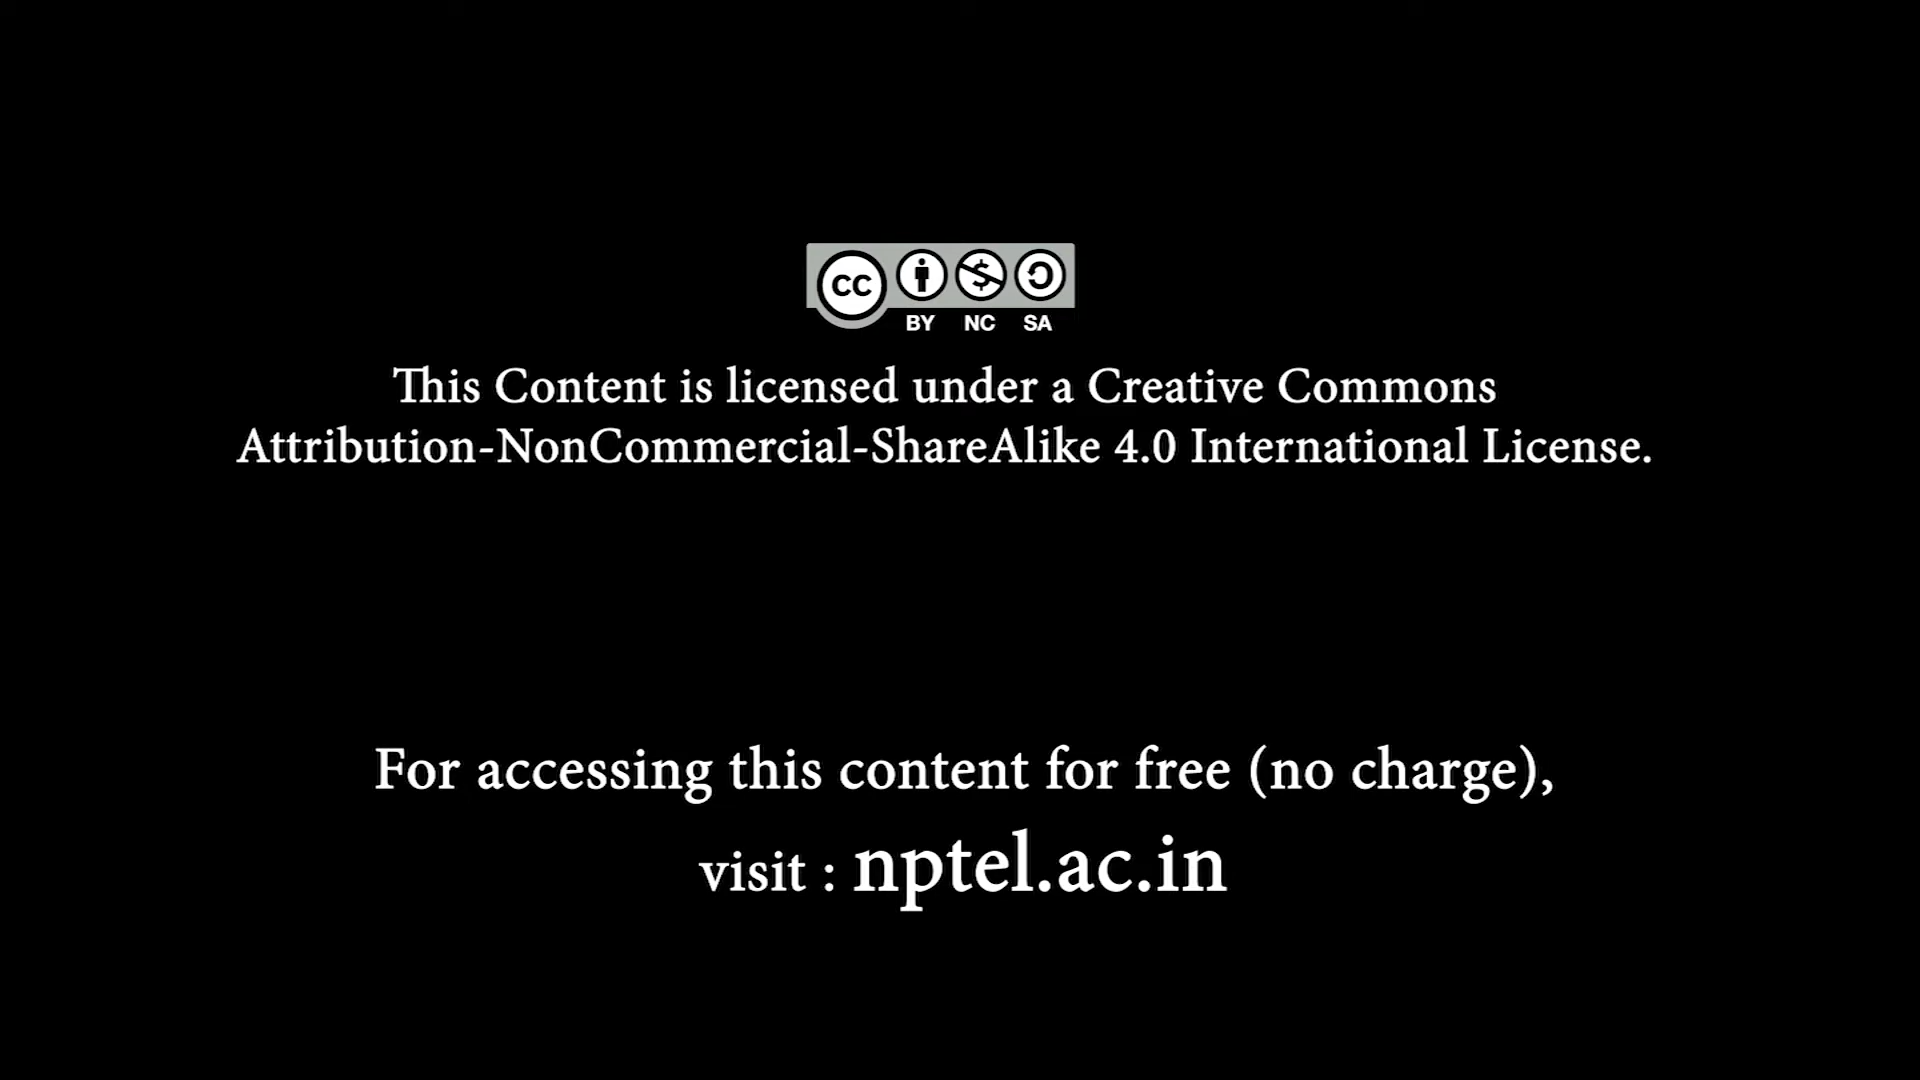 cc
BY NC SA
This Content is licensed under a Creative Commons
Attribution-NonCommercial-ShareAlike 4.0 International License.
For accessing this content for free (no charge),
visit : nptel.ac.in